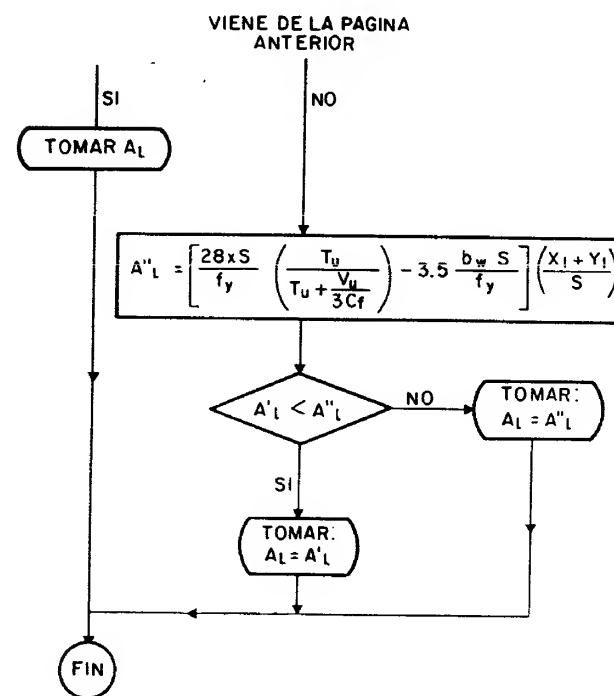 VIENE DE LA PAGINA
ANTERIOR
SI
NO
TOMAR A_L
A''_L = [ 28xS / f_y ( T_u / ( T_u + V_u / 3Cf ) ) - 3.5 b_w S / f_y ] ( X_1 + Y_1 / S )
A'_L < A''_L
NO
TOMAR:
A_L = A''_L
SI
TOMAR:
A_L = A'_L
FIN